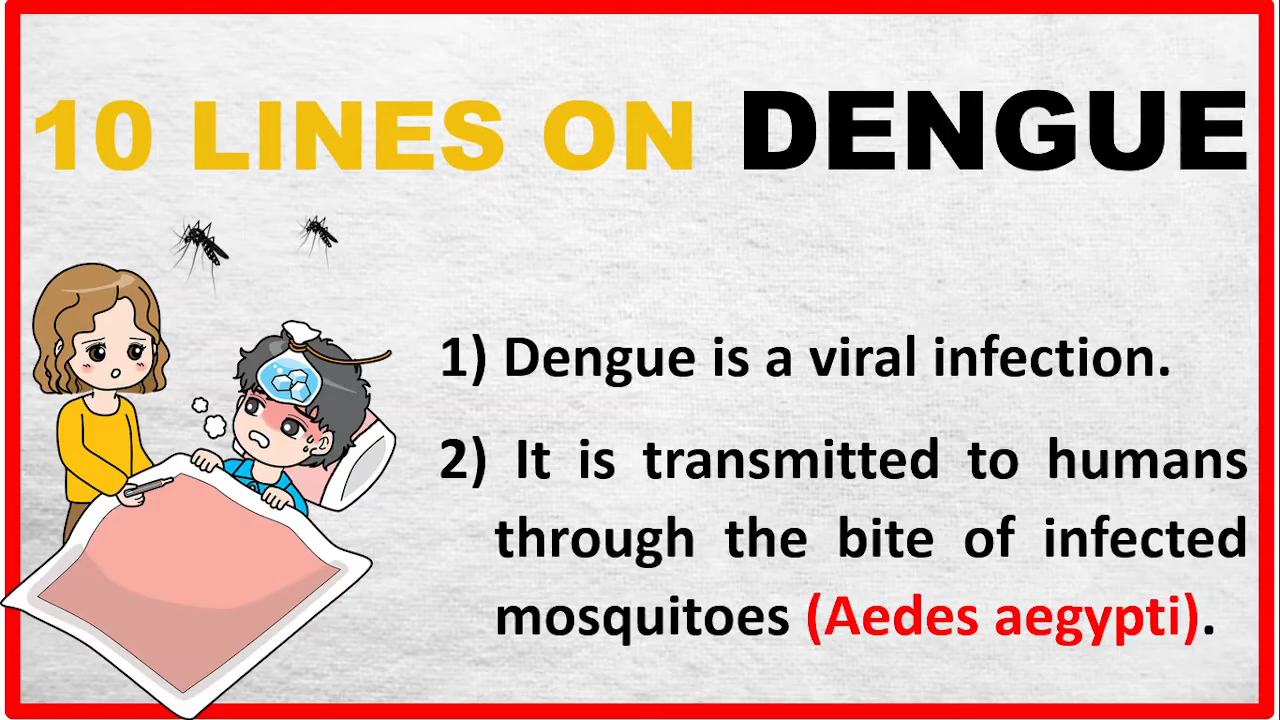 10 LINES ON DENGUE
1) Dengue is a viral infection.
2) It is transmitted to humans
through the bite of infected
mosquitoes (Aedes aegypti).